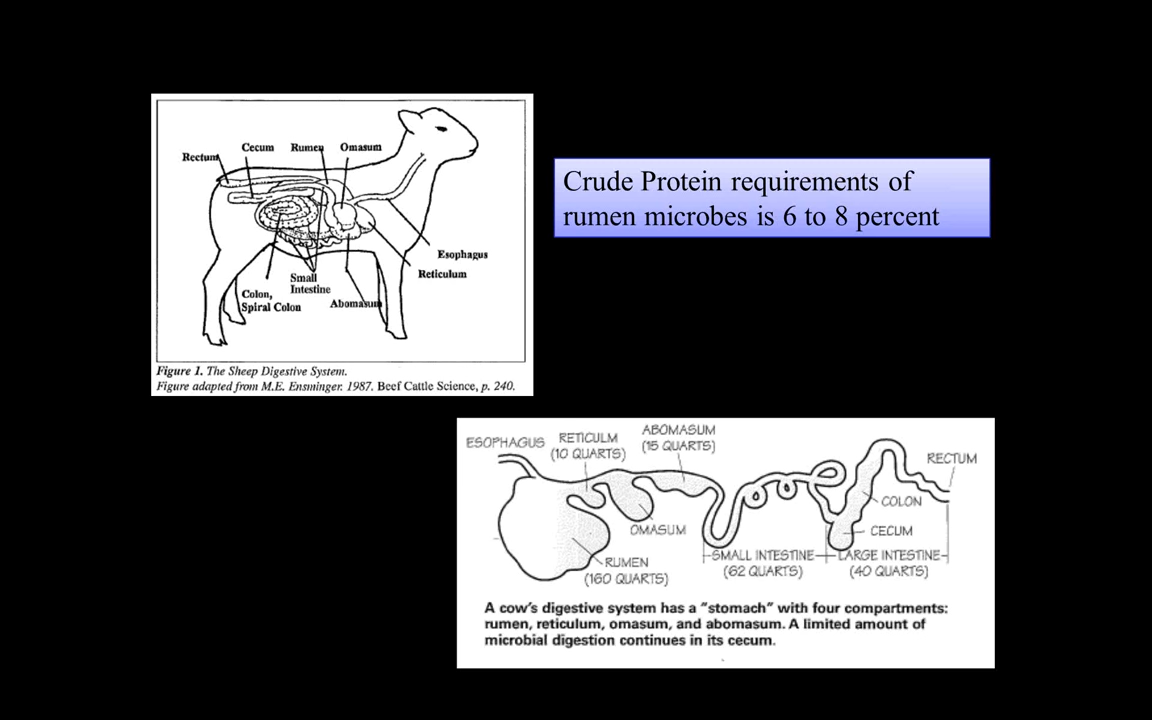 Rectum
Cecum
Rumen
Omasum
Esophagus
Reticulum
Small
Intestine
Colon,
Spiral Colon
Abomasum
Figure 1. The Sheep Digestive System.
Figure adapted from M.E. Ensminger. 1987. Beef Cattle Science, p. 240.
Crude Protein requirements of
rumen microbes is 6 to 8 percent
ESOPHAGUS
RETICULM
(10 QUARTS)
ABOMASUM
(15 QUARTS)
RECTUM
COLON
OMASUM
CECUM
RUMEN
(160 QUARTS)
SMALL INTESTINE
(62 QUARTS)
LARGE INTESTINE
(40 QUARTS)
A cow's digestive system has a "stomach" with four compartments:
rumen, reticulum, omasum, and abomasum. A limited amount of
microbial digestion continues in its cecum.